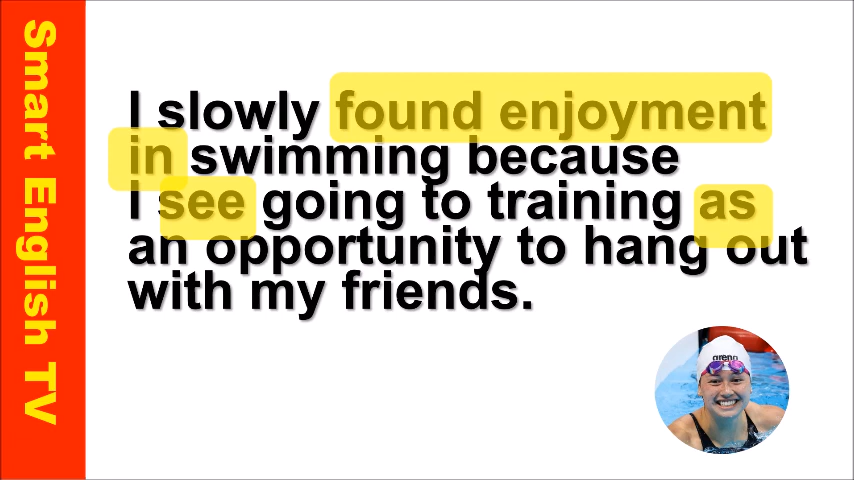 Smart English TV
I slowly found enjoyment
in swimming because
I see going to training as
an opportunity to hang out
with my friends.
arena